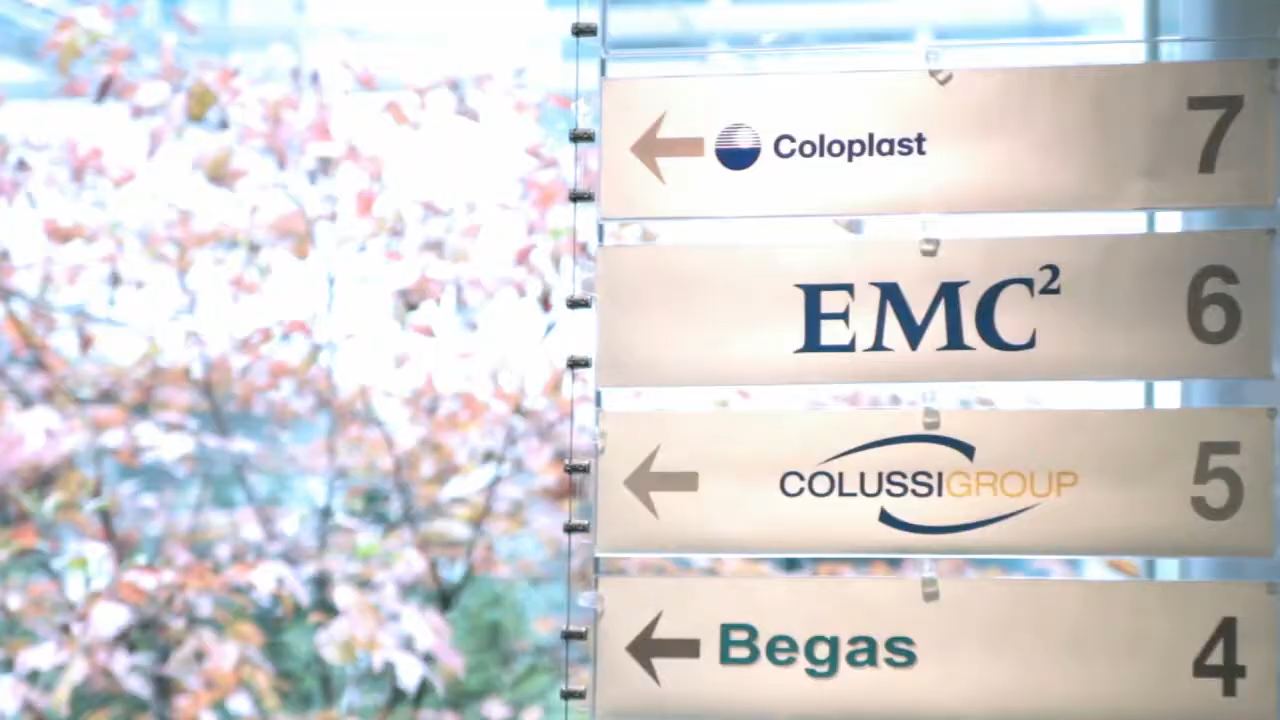 ← Coloplast 7
EMC² 6
← COLUSSIGROUP 5
← Begas 4